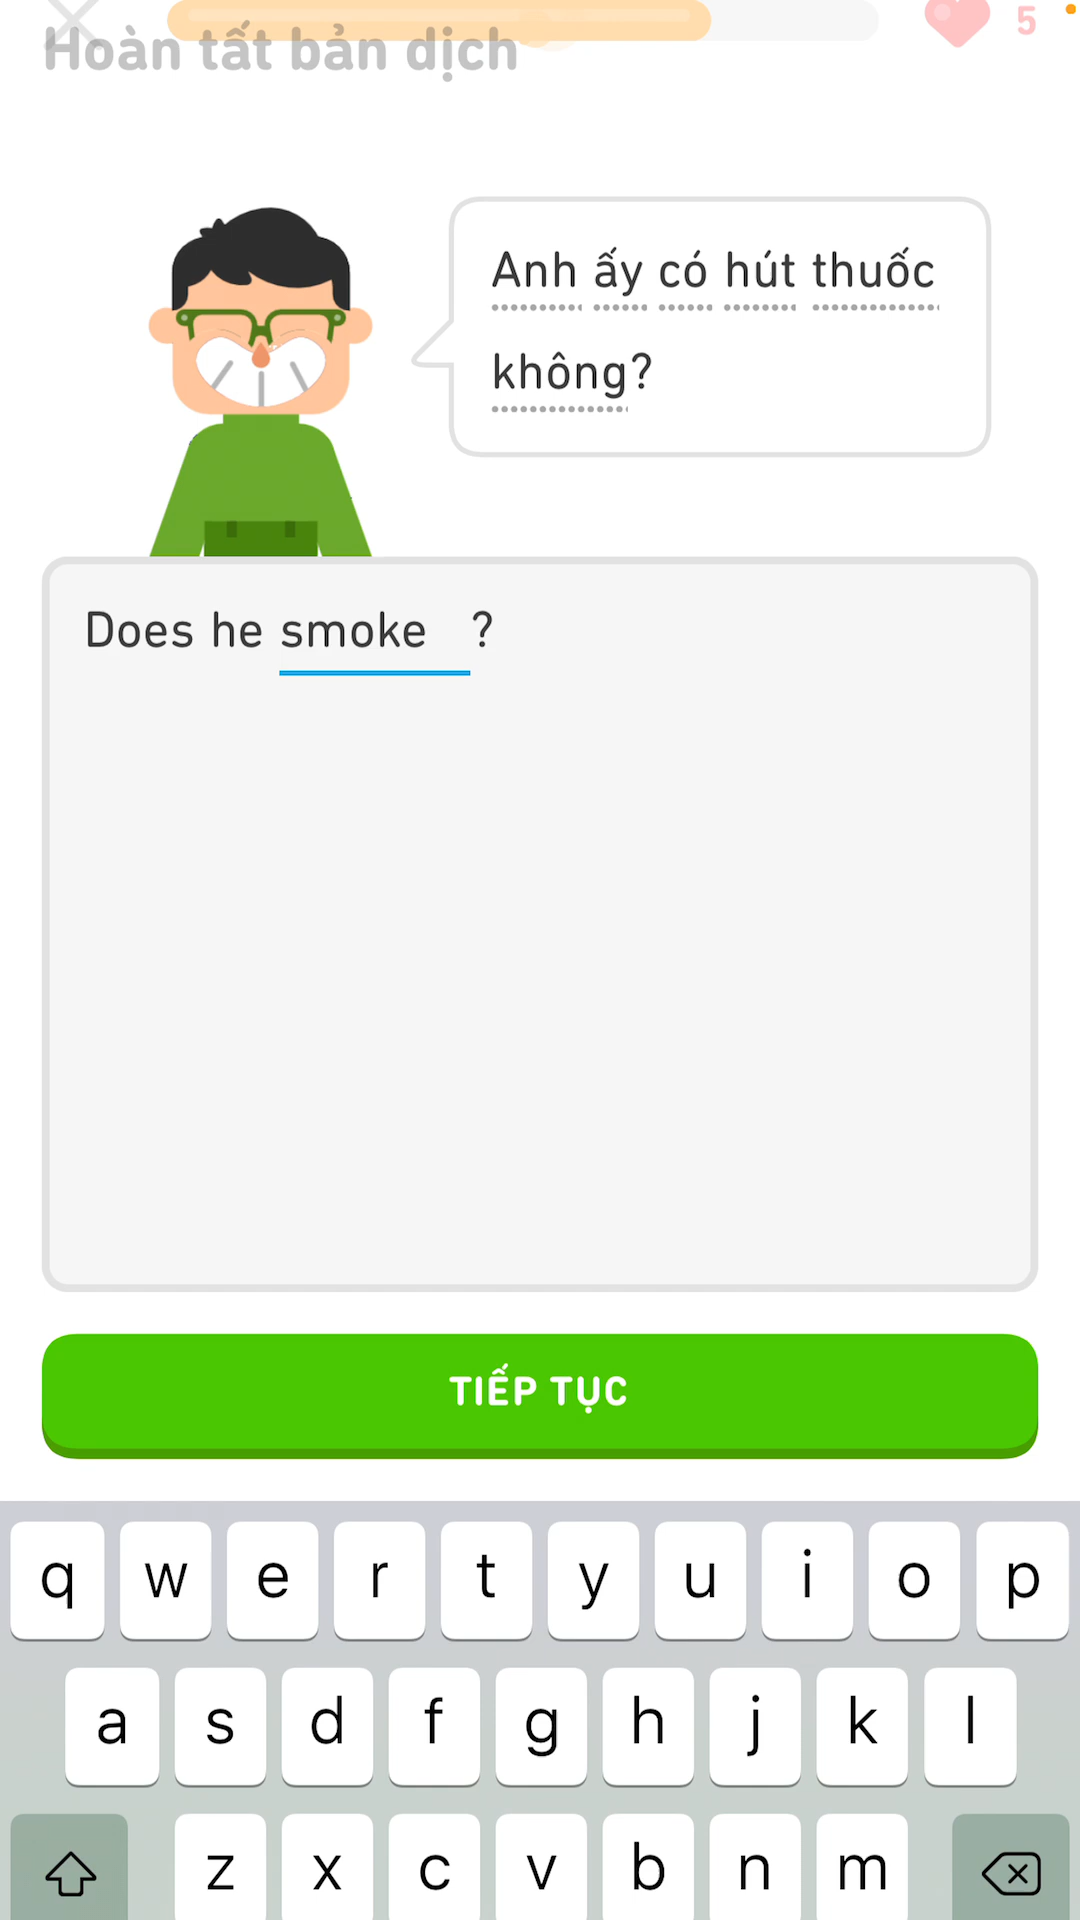 Hoàn tất bản dịch
5
Anh ấy có hút thuốc
không?
Does he smoke ?
TIẾP TỤC
q w e r t y u i o p
a s d f g h j k l
z x c v b n m